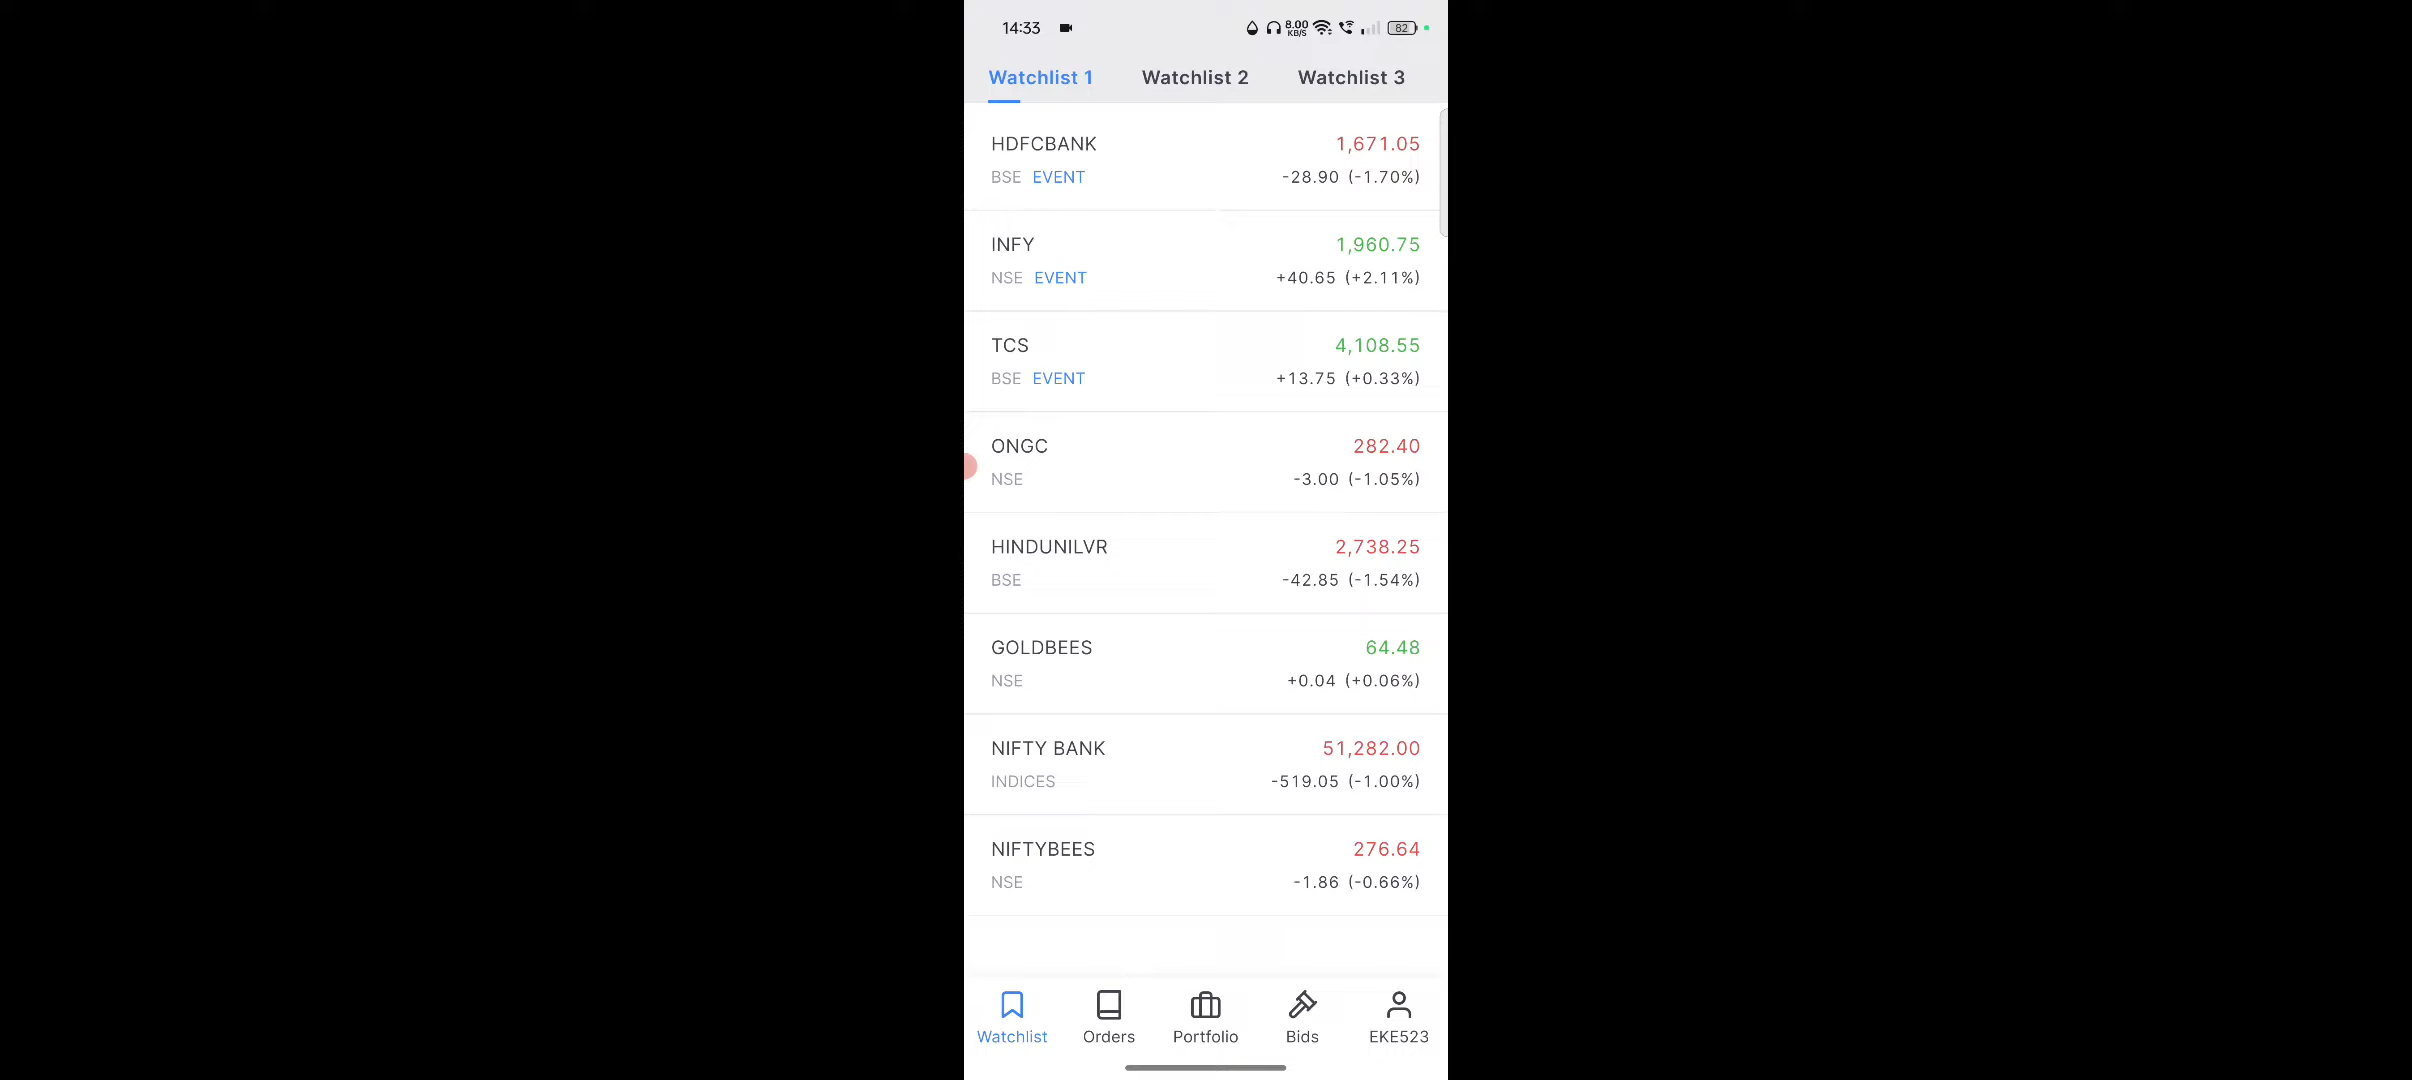 14:33 8.00 KB/S 82
Watchlist 1 Watchlist 2 Watchlist 3
HDFCBANK 1,671.05
BSE EVENT -28.90 (-1.70%)
INFY 1,960.75
NSE EVENT +40.65 (+2.11%)
TCS 4,108.55
BSE EVENT +13.75 (+0.33%)
ONGC 282.40
NSE -3.00 (-1.05%)
HINDUNILVR 2,738.25
BSE -42.85 (-1.54%)
GOLDBEES 64.48
NSE +0.04 (+0.06%)
NIFTY BANK 51,282.00
INDICES -519.05 (-1.00%)
NIFTYBEES 276.64
NSE -1.86 (-0.66%)
Watchlist Orders Portfolio Bids EKE523